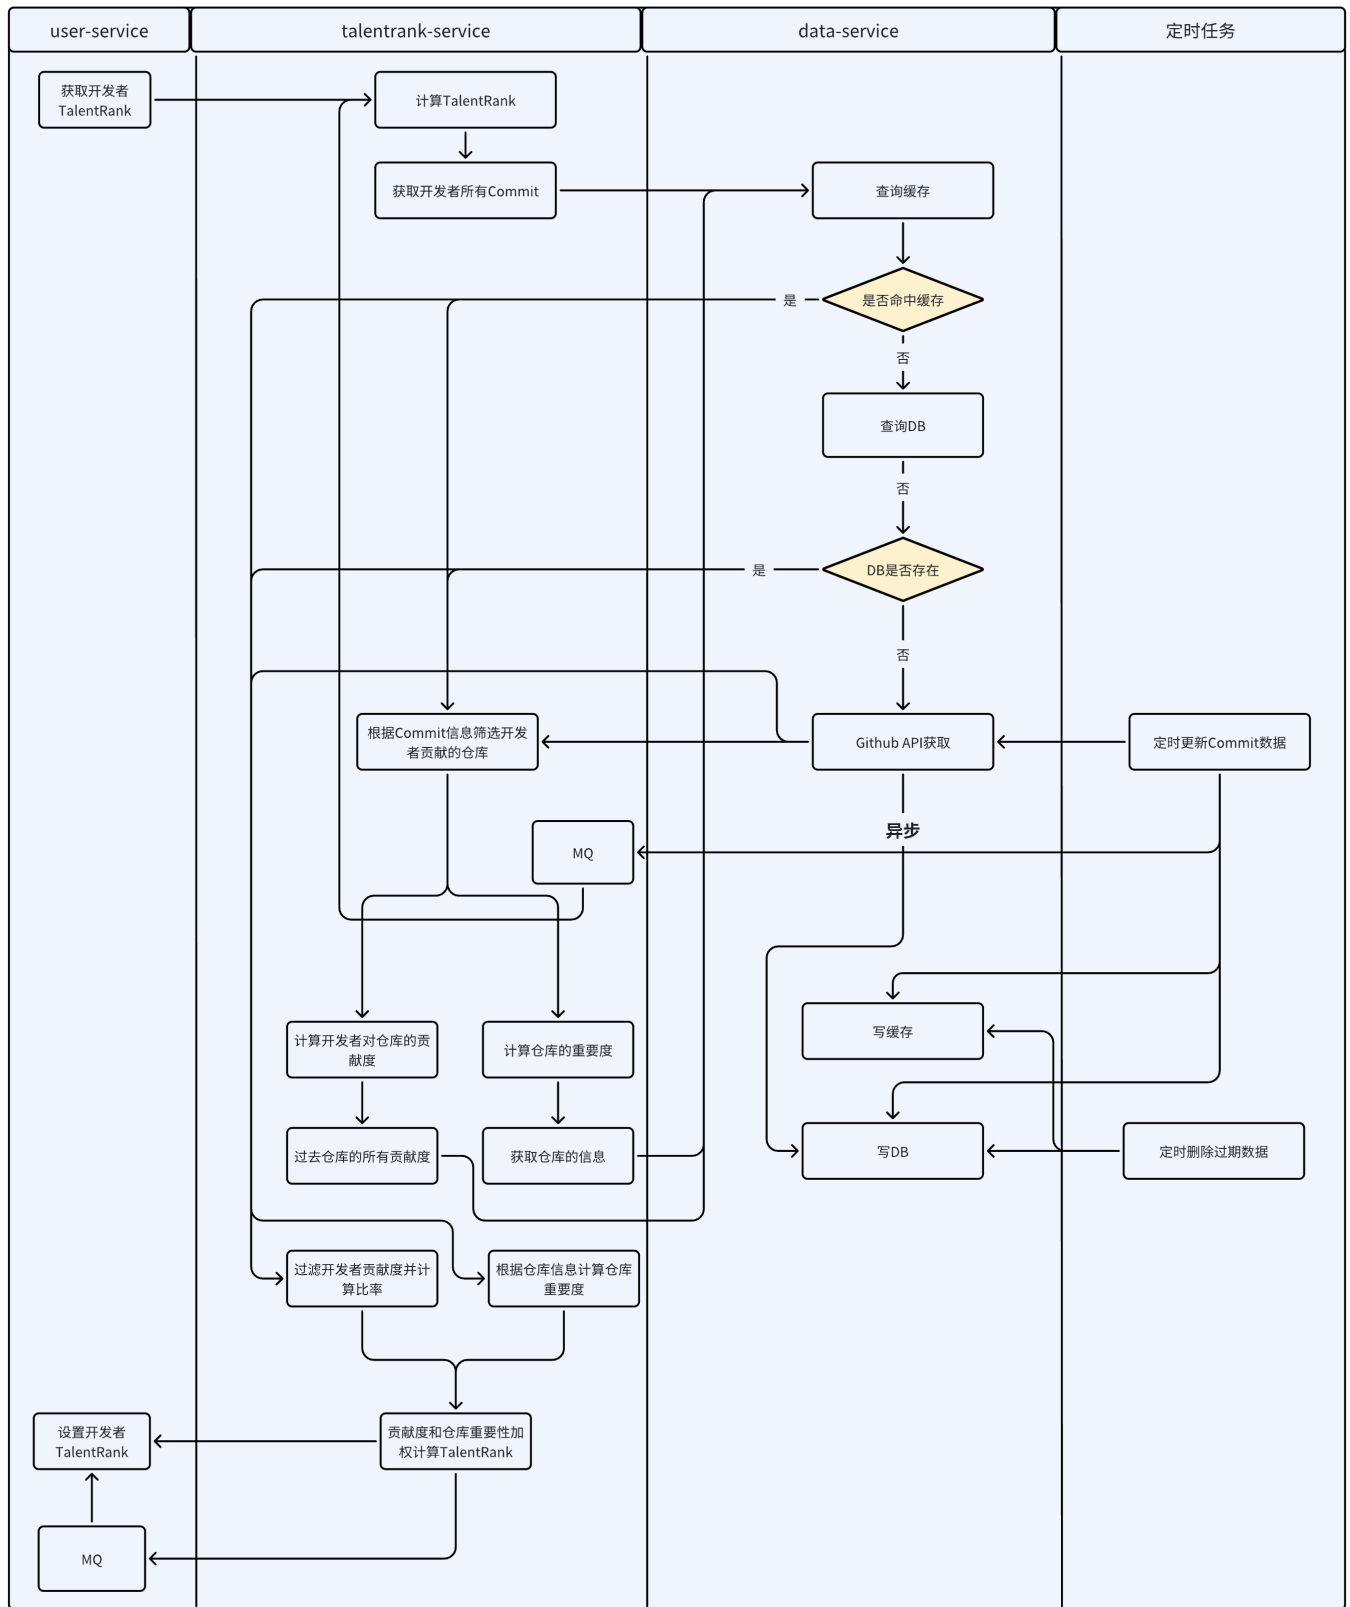 user-service
talentrank-service
data-service
定时任务
获取开发者
TalentRank
计算TalentRank
获取开发者所有Commit
查询缓存
是否命中缓存
是
否
查询DB
否
DB是否存在
是
否
根据Commit信息筛选开发
者贡献的仓库
Github API获取
定时更新Commit数据
异步
MQ
写缓存
计算开发者对仓库的贡
献度
计算仓库的重要度
过去仓库的所有贡献度
获取仓库的信息
写DB
定时删除过期数据
过滤开发者贡献度并计
算比率
根据仓库信息计算仓库
重要度
设置开发者
TalentRank
贡献度和仓库重要性加
权计算TalentRank
MQ